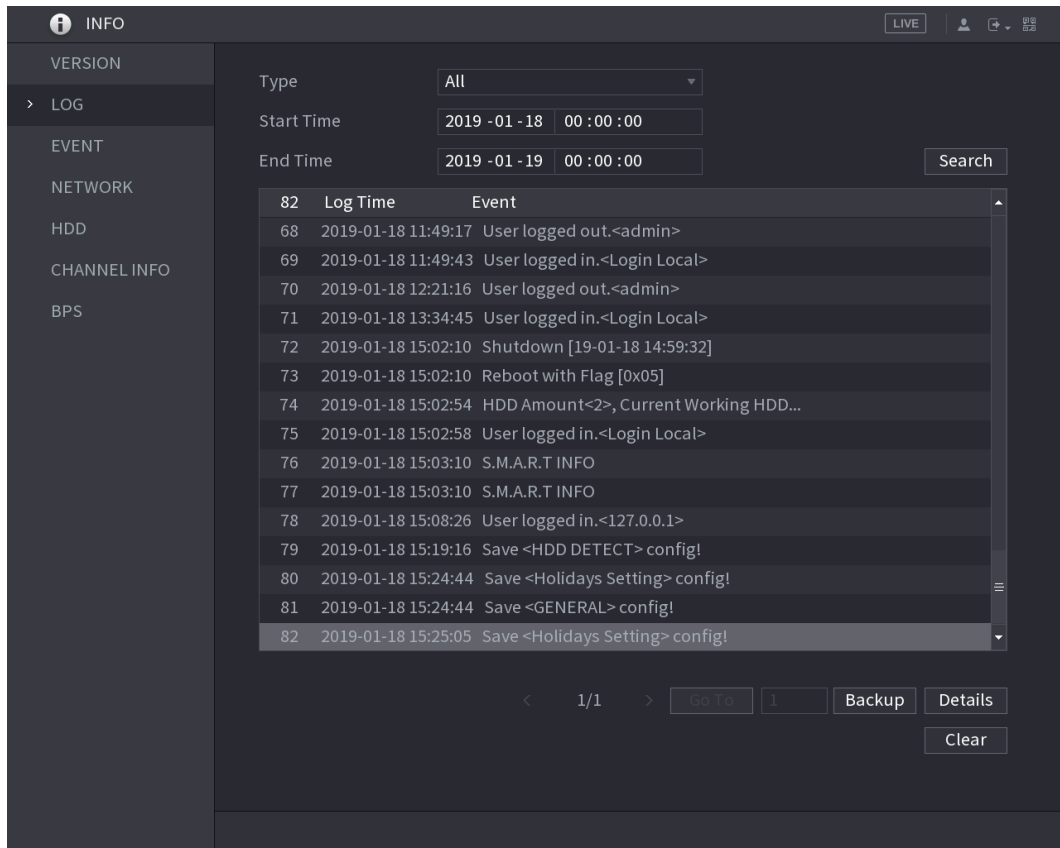 INFO
LIVE
VERSION
LOG
EVENT
NETWORK
HDD
CHANNEL INFO
BPS
Type All
Start Time 2019 -01 -18 00 : 00 : 00
End Time 2019 -01 -19 00 : 00 : 00
Search
82 Log Time Event
68 2019-01-18 11:49:17 User logged out.<admin>
69 2019-01-18 11:49:43 User logged in.<Login Local>
70 2019-01-18 12:21:16 User logged out.<admin>
71 2019-01-18 13:34:45 User logged in.<Login Local>
72 2019-01-18 15:02:10 Shutdown [19-01-18 14:59:32]
73 2019-01-18 15:02:10 Reboot with Flag [0x05]
74 2019-01-18 15:02:54 HDD Amount<2>, Current Working HDD...
75 2019-01-18 15:02:58 User logged in.<Login Local>
76 2019-01-18 15:03:10 S.M.A.R.T INFO
77 2019-01-18 15:03:10 S.M.A.R.T INFO
78 2019-01-18 15:08:26 User logged in.<127.0.0.1>
79 2019-01-18 15:19:16 Save <HDD DETECT> config!
80 2019-01-18 15:24:44 Save <Holidays Setting> config!
81 2019-01-18 15:24:44 Save <GENERAL> config!
82 2019-01-18 15:25:05 Save <Holidays Setting> config!
1/1 Go To 1 Backup Details
Clear